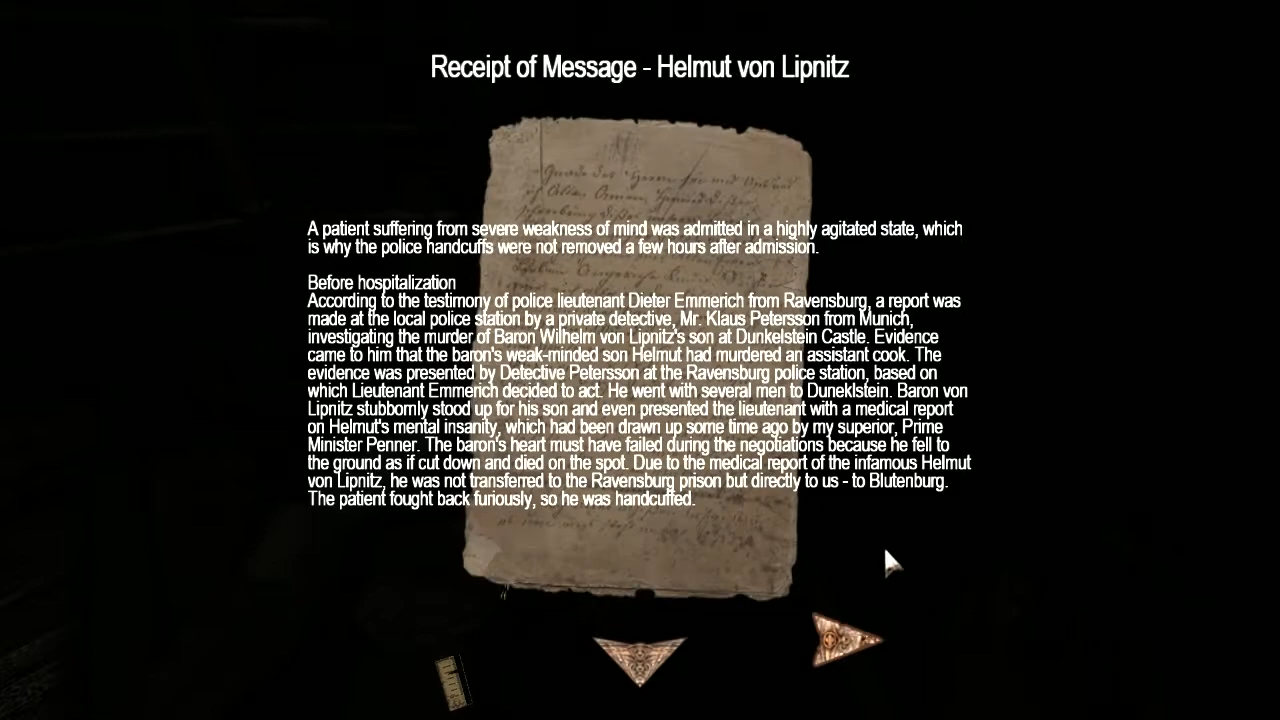 Receipt of Message - Helmut von Lipnitz
A patient suffering from severe weakness of mind was admitted in a highly agitated state, which
is why the police handcuffs were not removed a few hours after admission.
Before hospitalization
According to the testimony of police lieutenant Dieter Emmerich from Ravensburg, a report was
made at the local police station by a private detective, Mr. Klaus Petersson from Munich,
investigating the murder of Baron Wilhelm von Lipnitz's son at Dunkelstein Castle. Evidence
came to him that the baron's weak-minded son Helmut had murdered an assistant cook. The
evidence was presented by Detective Petersson at the Ravensburg police station, based on
which Lieutenant Emmerich decided to act. He went with several men to Duneklstein. Baron von
Lipnitz stubbornly stood up for his son and even presented the lieutenant with a medical report
on Helmut's mental insanity, which had been drawn up some time ago by my superior, Prime
Minister Penner. The baron's heart must have failed during the negotiations because he fell to
the ground as if cut down and died on the spot. Due to the medical report of the infamous Helmut
von Lipnitz, he was not transferred to the Ravensburg prison but directly to us - to Blutenburg.
The patient fought back furiously, so he was handcuffed.